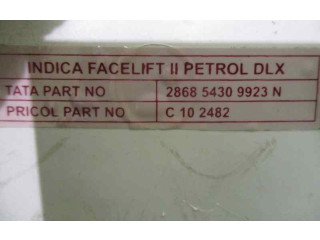 INDICA FACELIFT II PETROL DLX
TATA PART NO 2868 5430 9923 N
PRICOL PART NO C 10 2482